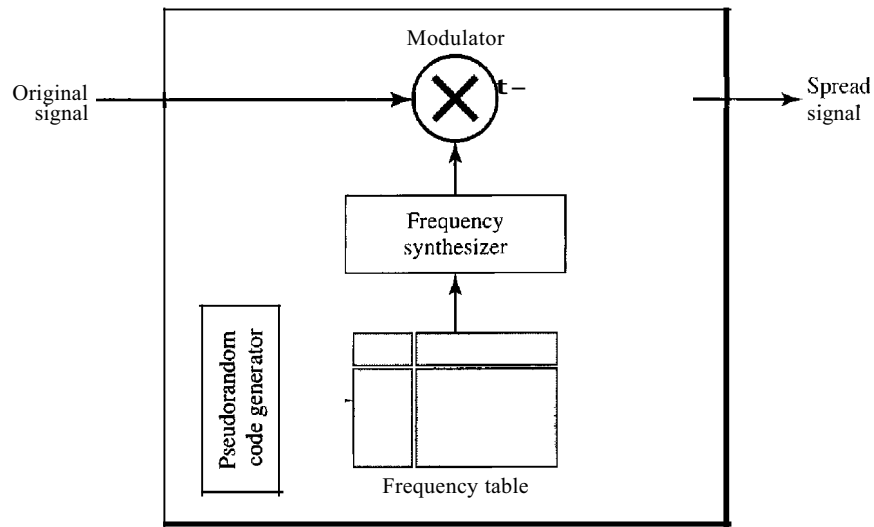 Modulator
Original
signal
t –
Spread
signal
Frequency
synthesizer
Pseudorandom
code generator
Frequency table